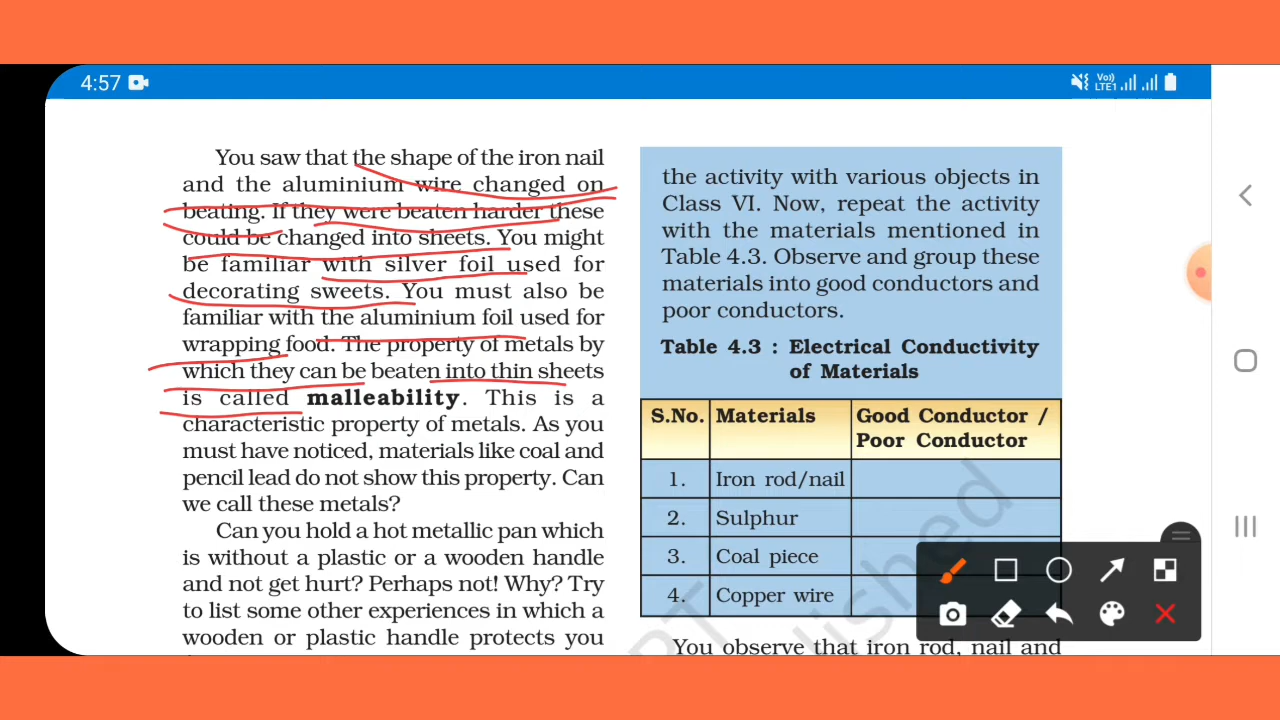 4:57
Vo)
LTE1
You saw that the shape of the iron nail
and the aluminium wire changed on
beating. If they were beaten harder these
could be changed into sheets. You might
be familiar with silver foil used for
decorating sweets. You must also be
familiar with the aluminium foil used for
wrapping food. The property of metals by
which they can be beaten into thin sheets
is called malleability. This is a
characteristic property of metals. As you
must have noticed, materials like coal and
pencil lead do not show this property. Can
we call these metals?
Can you hold a hot metallic pan which
is without a plastic or a wooden handle
and not get hurt? Perhaps not! Why? Try
to list some other experiences in which a
wooden or plastic handle protects you
the activity with various objects in
Class VI. Now, repeat the activity
with the materials mentioned in
Table 4.3. Observe and group these
materials into good conductors and
poor conductors.
Table 4.3 : Electrical Conductivity
of Materials
S.No. Materials Good Conductor /
Poor Conductor
1. Iron rod/nail
2. Sulphur
3. Coal piece
4. Copper wire
You observe that iron rod, nail and